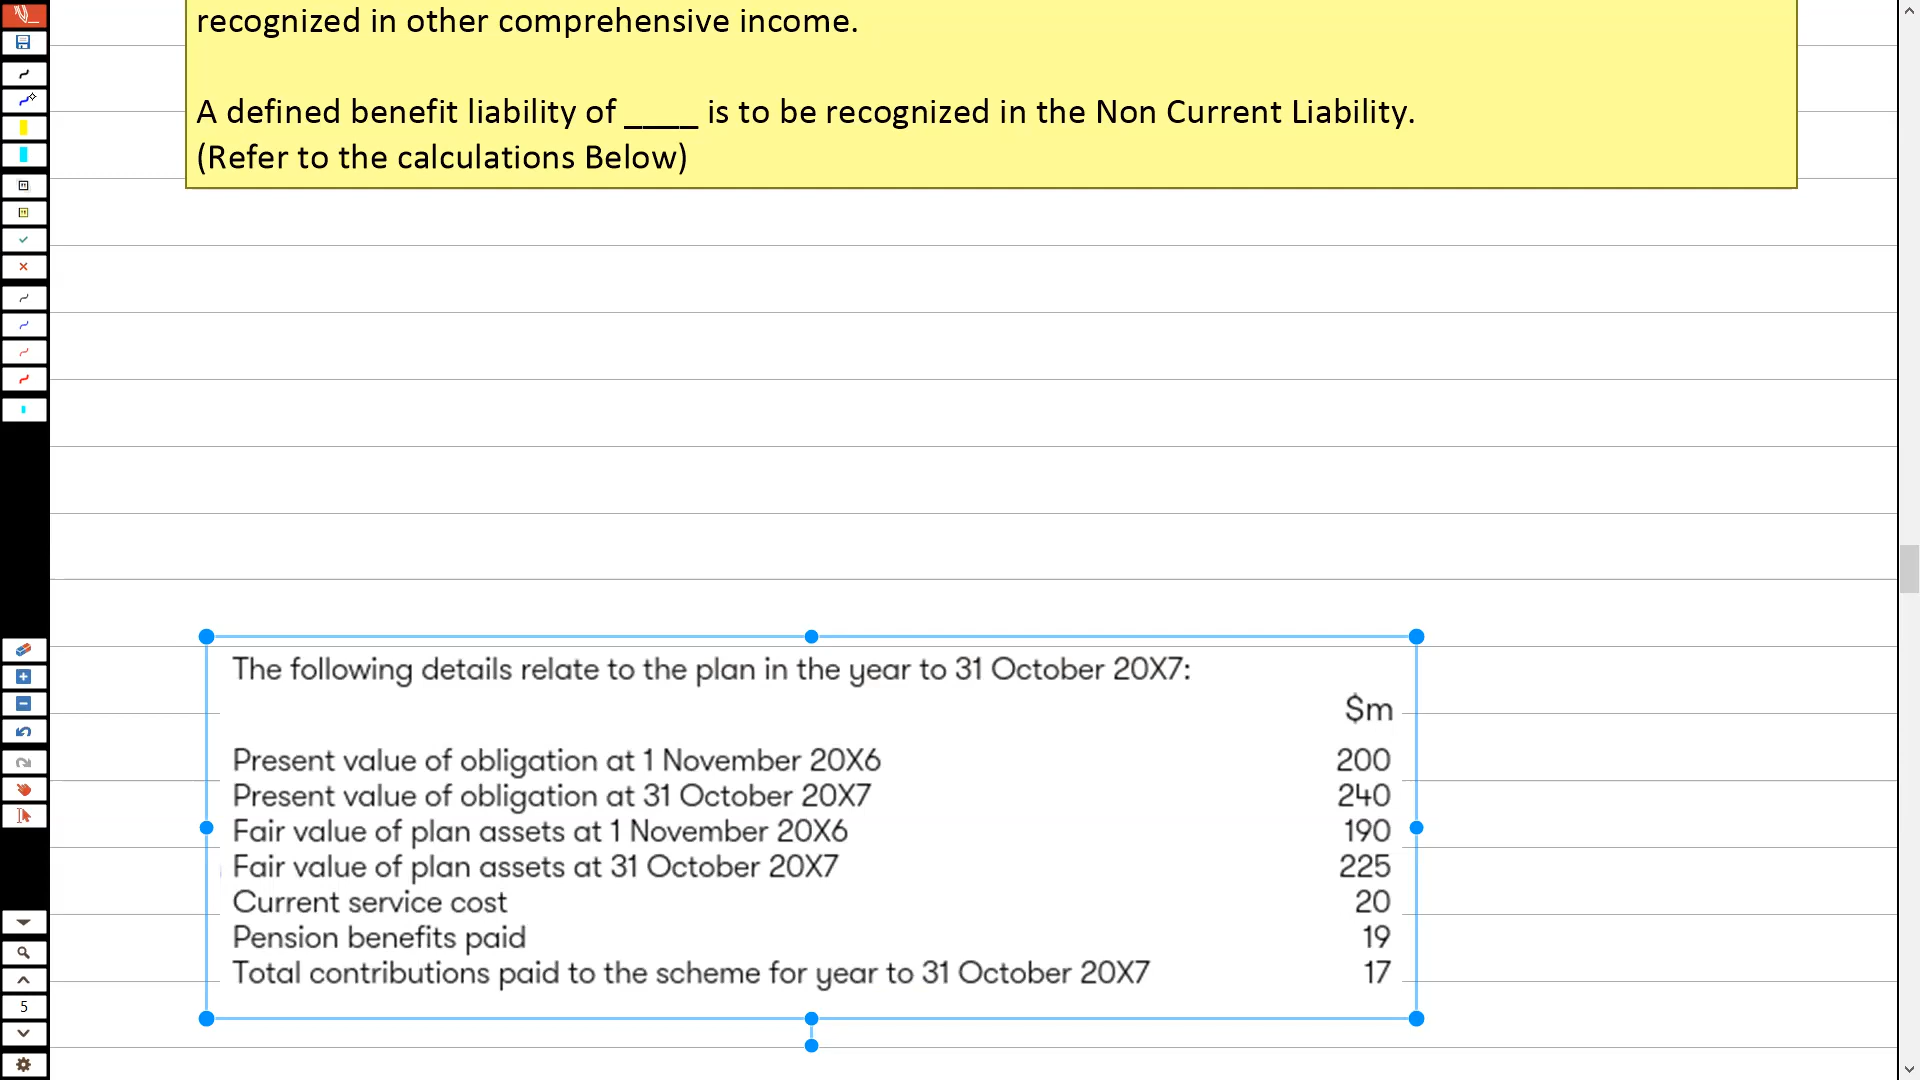 recognized in other comprehensive income.
A defined benefit liability of ____ is to be recognized in the Non Current Liability.
(Refer to the calculations Below)
The following details relate to the plan in the year to 31 October 20X7:
$m
Present value of obligation at 1 November 20X6 200
Present value of obligation at 31 October 20X7 240
Fair value of plan assets at 1 November 20X6 190
Fair value of plan assets at 31 October 20X7 225
Current service cost 20
Pension benefits paid 19
Total contributions paid to the scheme for year to 31 October 20X7 17
5